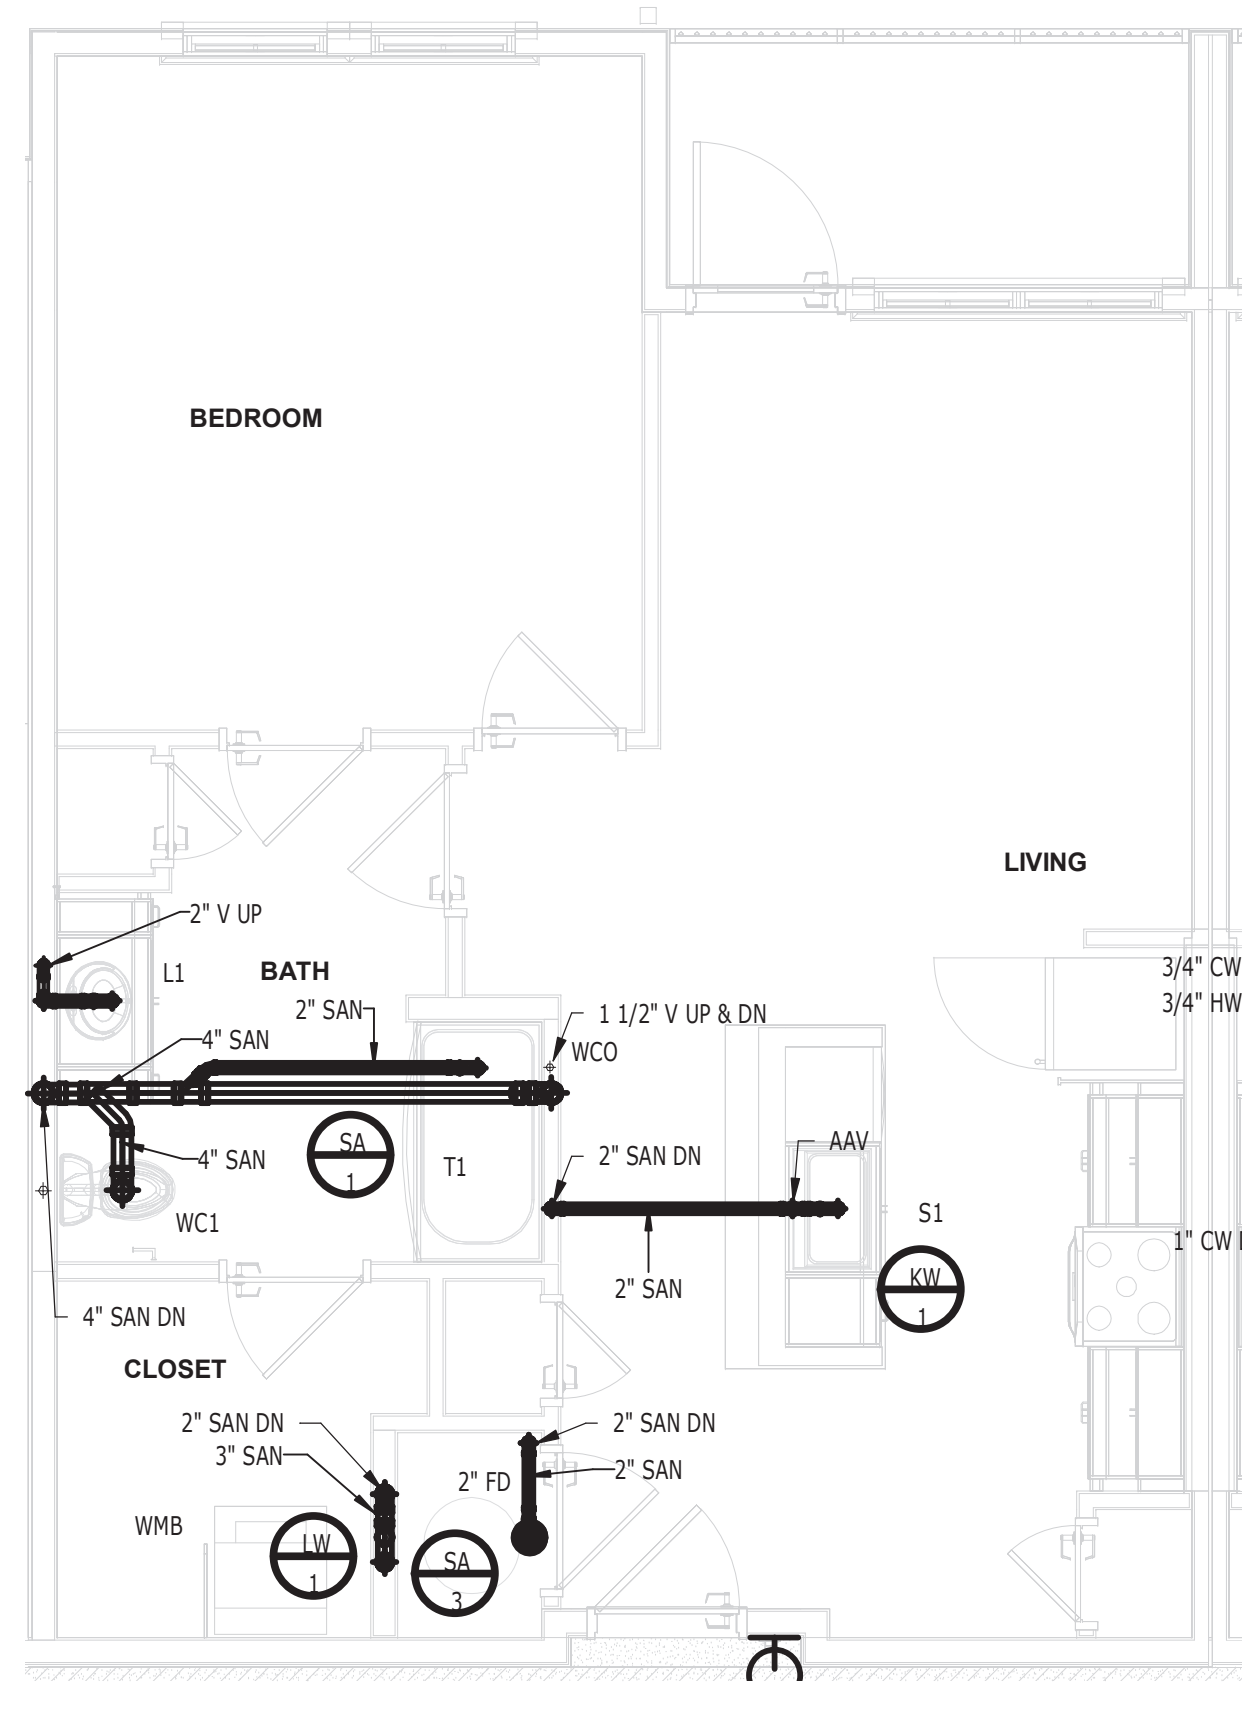 BEDROOM
LIVING
2" V UP
3/4" CW
L1
BATH
3/4" HW
2" SAN
1 1/2" V UP & DN
4" SAN
WCO
SA
1
AAV
2" SAN DN
4" SAN
T1
WC1
S1
1" CW
KW
1
2" SAN
4" SAN DN
CLOSET
2" SAN DN
2" SAN DN
3" SAN
2" SAN
2" FD
WMB
LW
1
SA
3